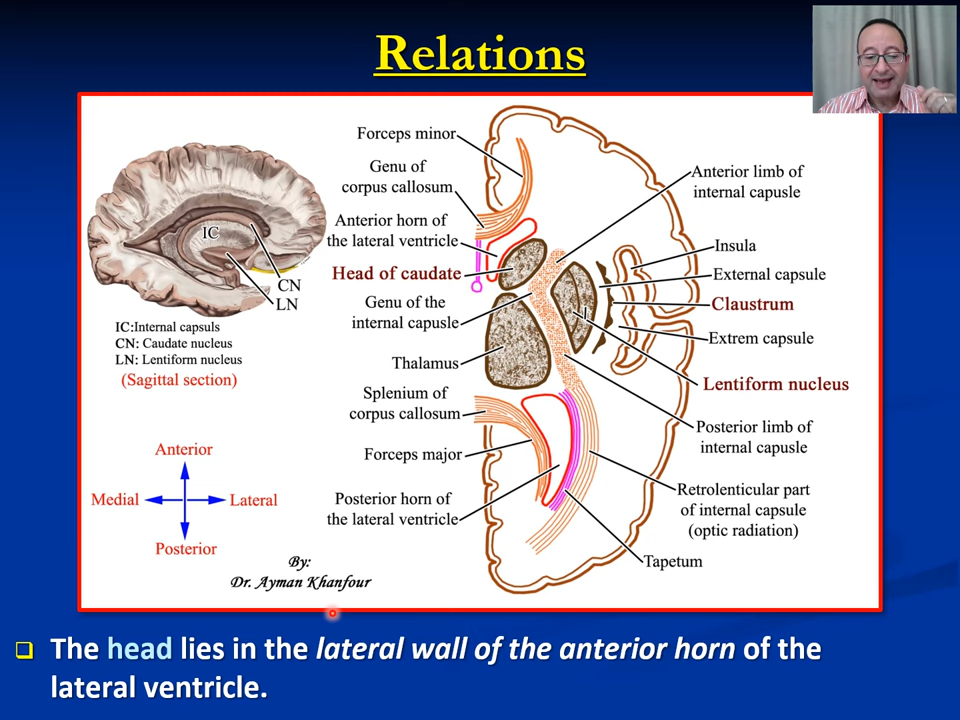 Relations
Forceps minor
Genu of
corpus callosum
Anterior horn of
the lateral ventricle
Head of caudate
Genu of the
internal capusle
Thalamus
Splenium of
corpus callosum
Forceps major
Posterior horn of
the lateral ventricle
Anterior limb of
internal capusle
Insula
External capsule
Claustrum
Extrem capsule
Lentiform nucleus
Posterior limb of
internal capusle
Retrolenticular part
of internal capsule
(optic radiation)
Tapetum
IC
CN
LN
IC:Internal capsuls
CN: Caudate nucleus
LN: Lentiform nucleus
(Sagittal section)
Anterior
Medial
Lateral
Posterior
By:
Dr. Ayman Khanfour
The head lies in the lateral wall of the anterior horn of the
lateral ventricle.